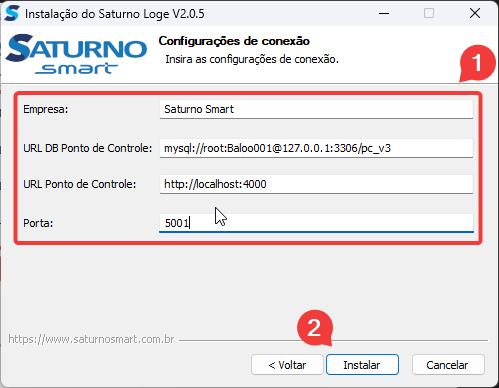 Instalação do Saturno Loge V2.0.5
SATURNO
smart
Configurações de conexão
Insira as configurações de conexão.
1
Empresa: Saturno Smart
URL DB Ponto de Controle: mysql://root:Baloo001@127.0.0.1:3306/pc_v3
URL Ponto de Controle: http://localhost:4000
Porta: 5001
2
https://www.saturnosmart.com.br
< Voltar Instalar Cancelar